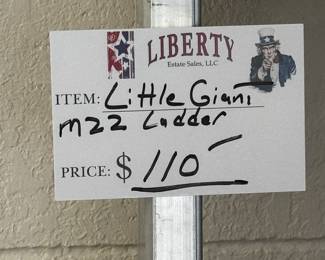 LIBERTY
Estate Sales, LLC
ITEM: Little Giant
M22 Ladder
PRICE: $ 110